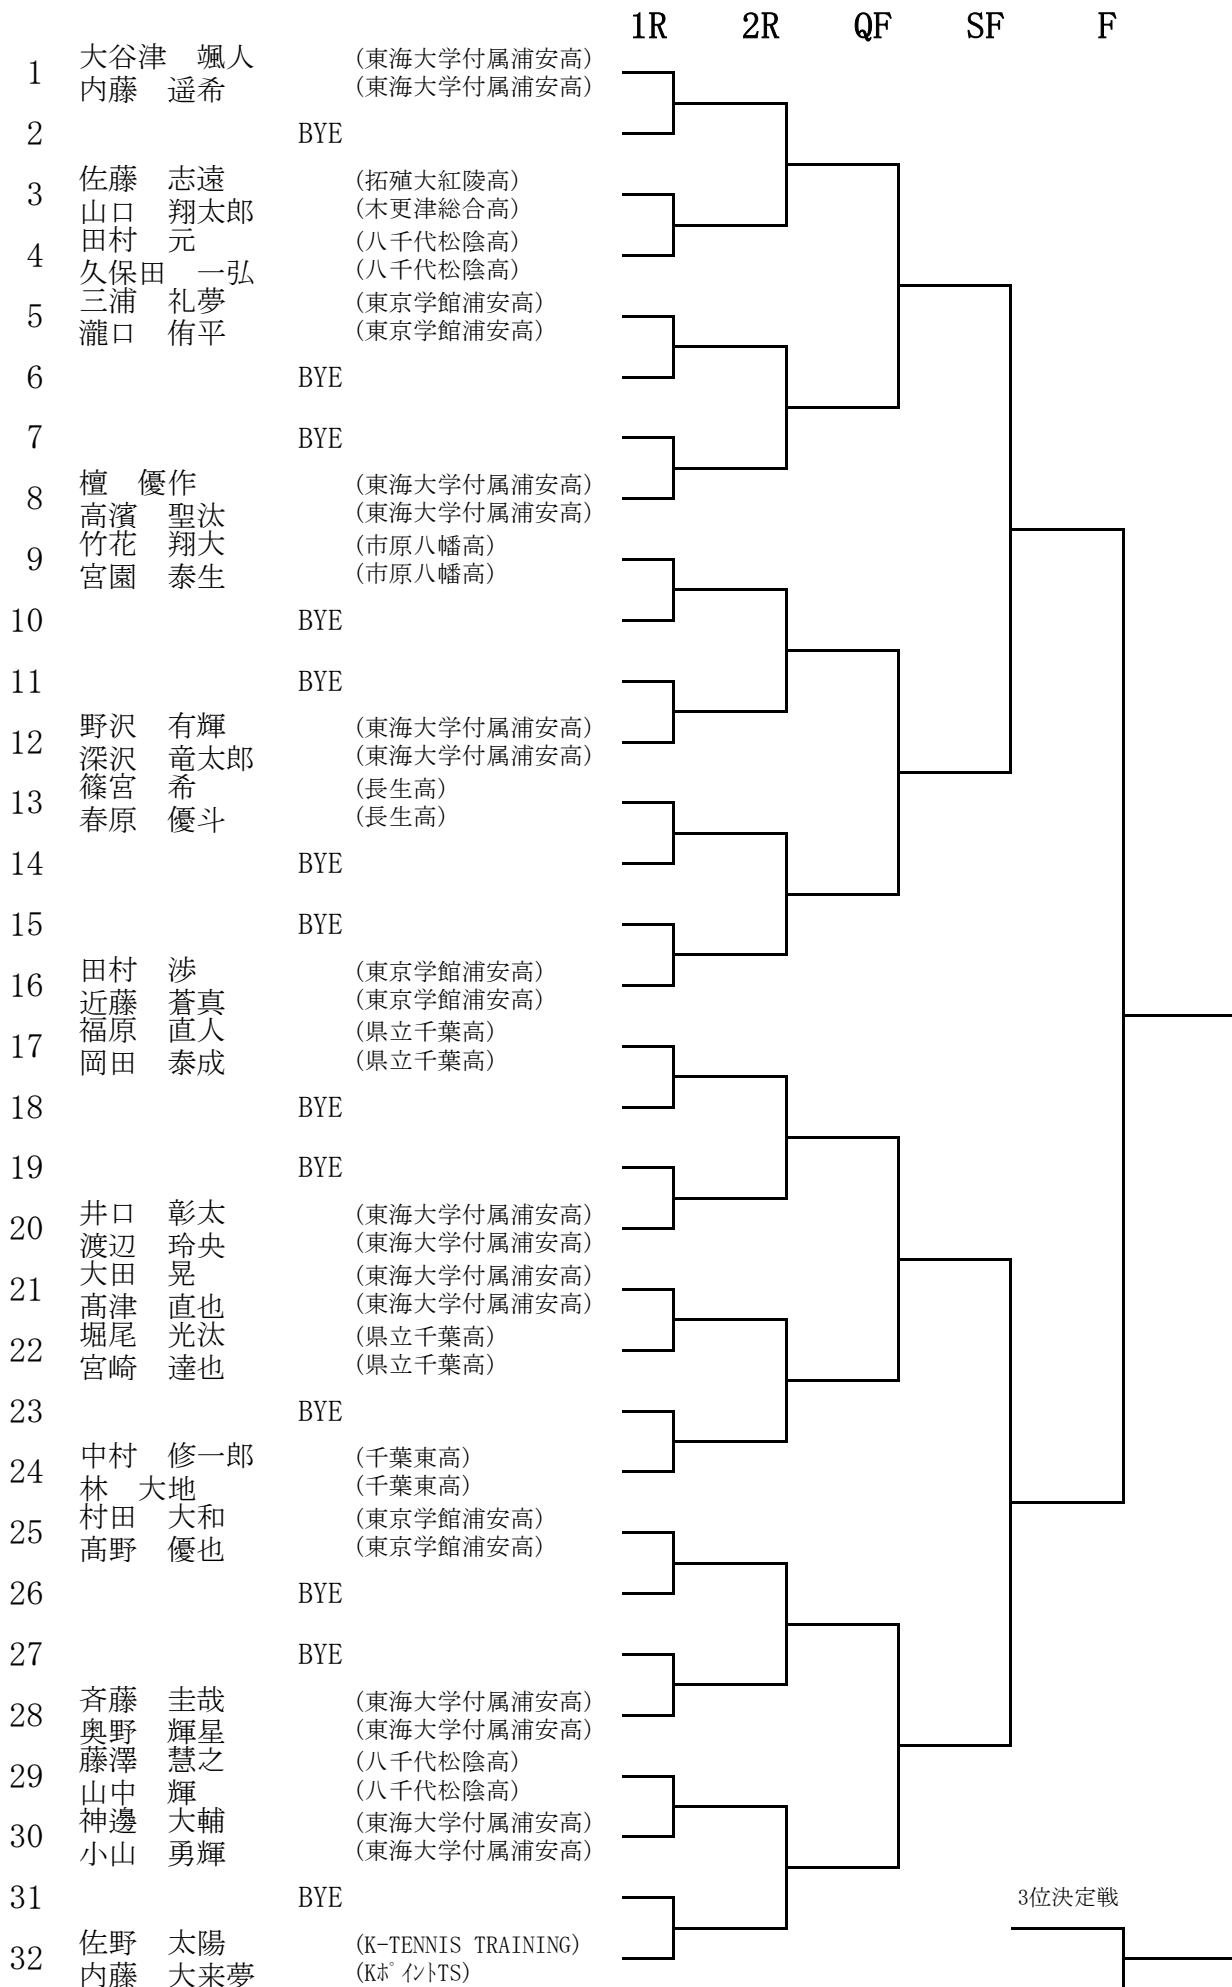 1R 2R QF SF F
1 大谷津 颯人 (東海大学付属浦安高)
内藤 遥希 (東海大学付属浦安高)
2 BYE
3 佐藤 志遠 (拓殖大紅陵高)
山口 翔太郎 (木更津総合高)
4 田村 元 (八千代松陰高)
久保田 一弘 (八千代松陰高)
5 三浦 礼夢 (東京学館浦安高)
瀧口 侑平 (東京学館浦安高)
6 BYE
7 BYE
8 檀 優作 (東海大学付属浦安高)
高濱 聖汰 (東海大学付属浦安高)
9 竹花 翔大 (市原八幡高)
宮園 泰生 (市原八幡高)
10 BYE
11 BYE
12 野沢 有輝 (東海大学付属浦安高)
深沢 竜太郎 (東海大学付属浦安高)
13 篠宮 希 (長生高)
春原 優斗 (長生高)
14 BYE
15 BYE
16 田村 渉 (東京学館浦安高)
近藤 蒼真 (東京学館浦安高)
17 福原 直人 (県立千葉高)
岡田 泰成 (県立千葉高)
18 BYE
19 BYE
20 井口 彰太 (東海大学付属浦安高)
渡辺 玲央 (東海大学付属浦安高)
21 大田 晃 (東海大学付属浦安高)
髙津 直也 (東海大学付属浦安高)
22 堀尾 光汰 (県立千葉高)
宮崎 達也 (県立千葉高)
23 BYE
24 中村 修一郎 (千葉東高)
林 大地 (千葉東高)
25 村田 大和 (東京学館浦安高)
髙野 優也 (東京学館浦安高)
26 BYE
27 BYE
28 斉藤 圭哉 (東海大学付属浦安高)
奥野 輝星 (東海大学付属浦安高)
29 藤澤 慧之 (八千代松陰高)
山中 輝 (八千代松陰高)
30 神邊 大輔 (東海大学付属浦安高)
小山 勇輝 (東海大学付属浦安高)
31 BYE
3位決定戦
32 佐野 太陽 (K-TENNIS TRAINING)
内藤 大来夢 (KﾎﾟｲﾝﾄTS)